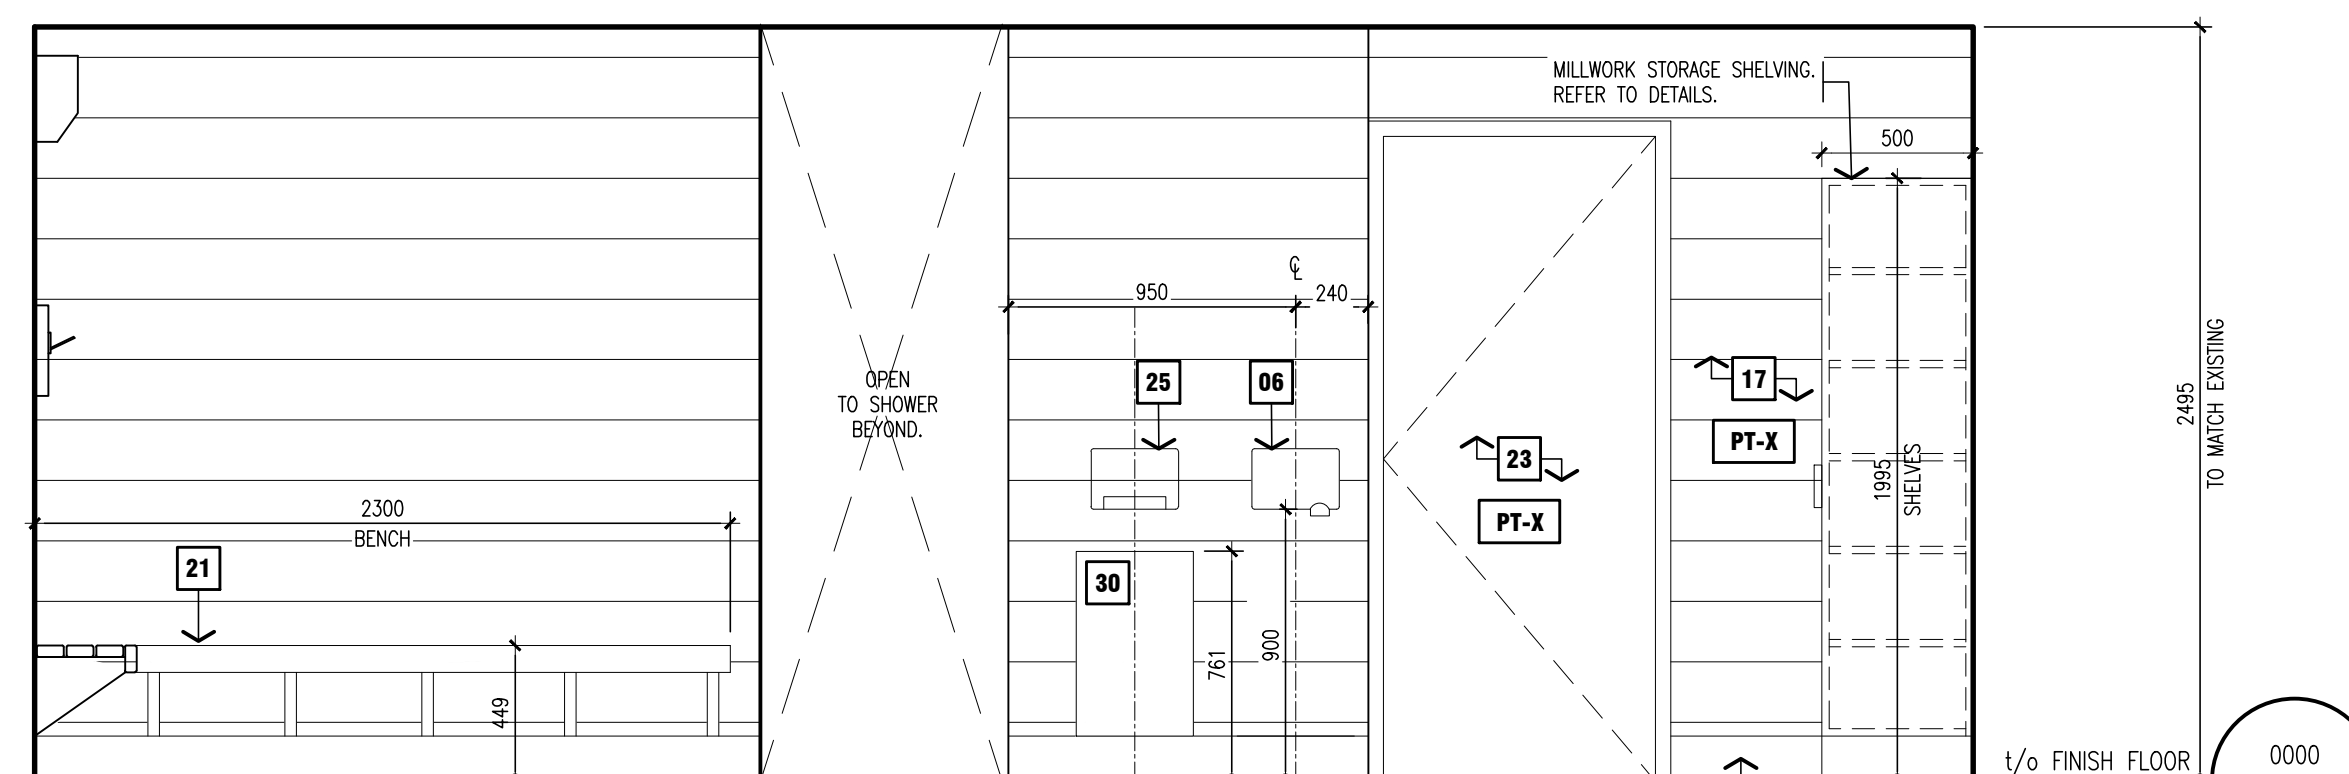 MILLWORK STORAGE SHELVING.
REFER TO DETAILS.
500
℄
950
240
OPEN
TO SHOWER
BEYOND.
25
06
17
PT-X
23
PT-X
1995
SHELVES
2495
TO MATCH EXISTING
2300
BENCH
21
30
449
761
900
t/o FINISH FLOOR
0000